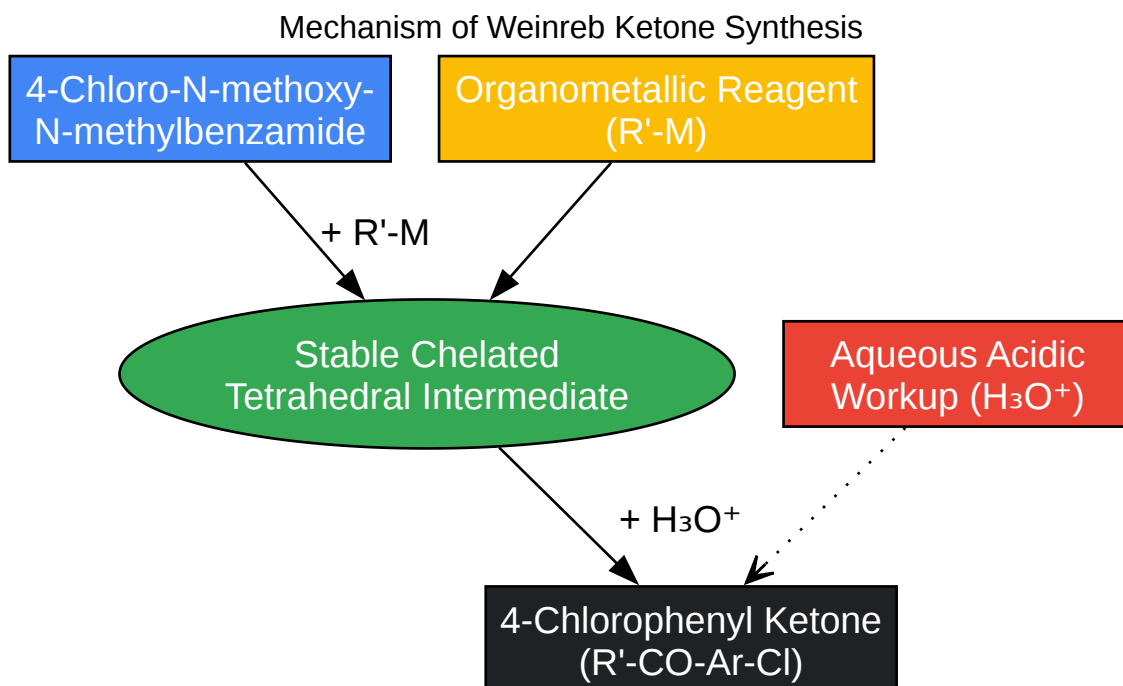 Mechanism of Weinreb Ketone Synthesis
4-Chloro-N-methoxy-
N-methylbenzamide
Organometallic Reagent
(R'-M)
+ R'-M
Stable Chelated
Tetrahedral Intermediate
Aqueous Acidic
Workup (H₃O⁺)
+ H₃O⁺
4-Chlorophenyl Ketone
(R'-CO-Ar-Cl)